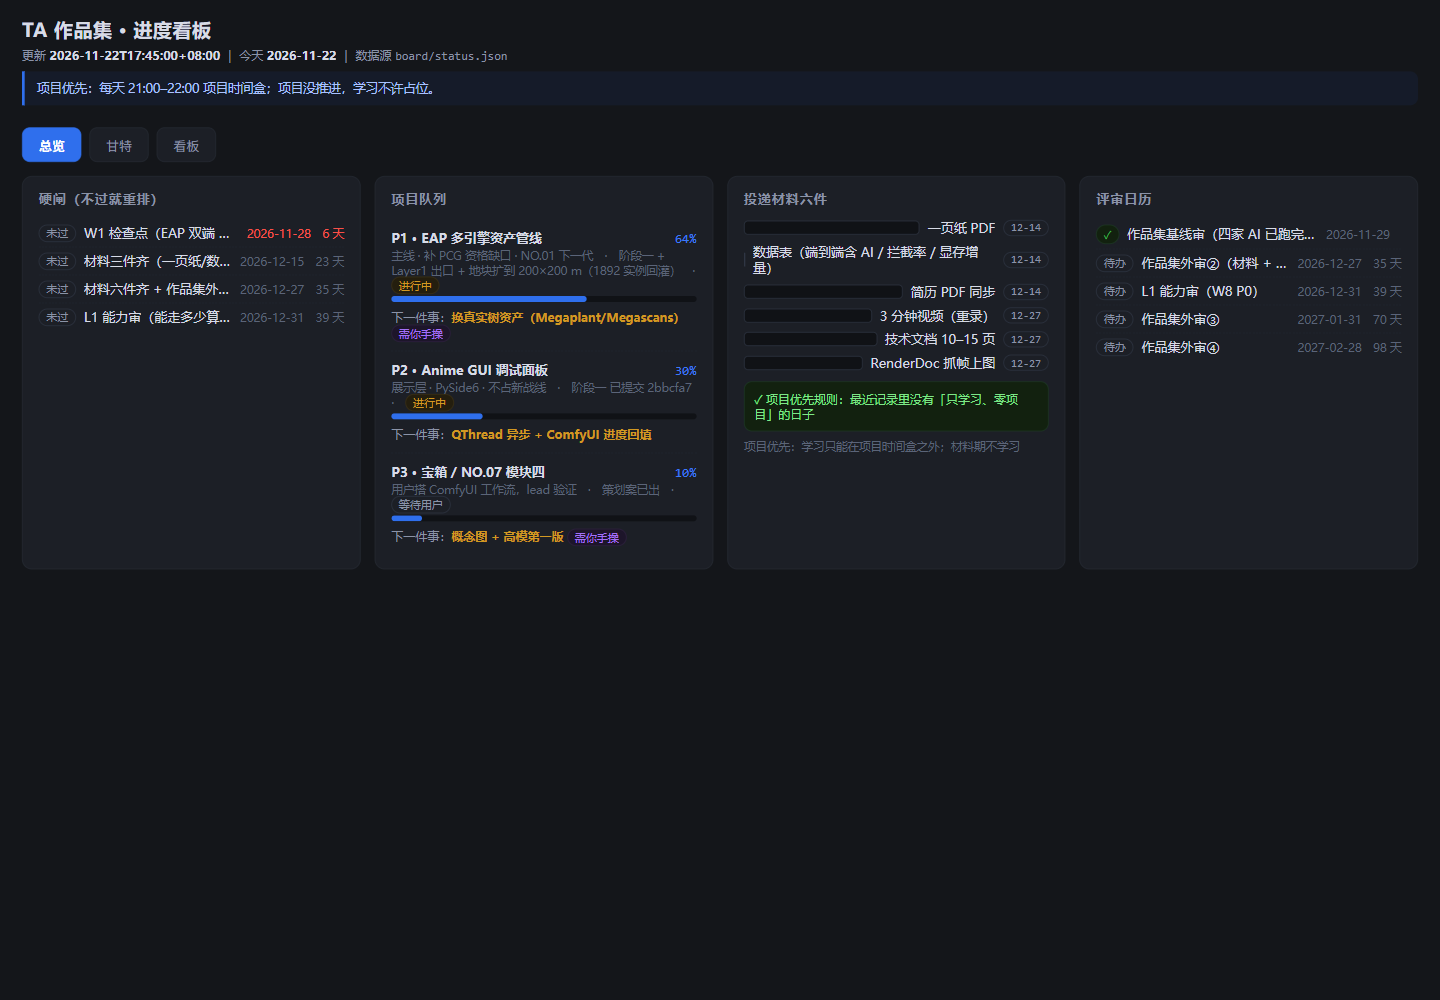 TA 作品集 • 进度看板
更新 2026-11-22T17:45:00+08:00 | 今天 2026-11-22 | 数据源 board/status.json
项目优先：每天 21:00–22:00 项目时间盒；项目没推进，学习不许占位。
总览 甘特 看板
硬闸（不过就重排）
未过 W1 检查点（EAP 双端 ... 2026-11-28 6 天
未过 材料三件齐（一页纸/数... 2026-12-15 23 天
未过 材料六件齐 + 作品集外... 2026-12-27 35 天
未过 L1 能力审（能走多少算... 2026-12-31 39 天
项目队列
P1 • EAP 多引擎资产管线 64%
主线 · 补 PCG 资格缺口 · NO.01 下一代 · 阶段一 +
Layer1 出口 + 地块扩到 200×200 m（1892 实例回灌） ·
进行中
下一件事：换真实树资产（Megaplant/Megascans）
需你手操
P2 • Anime GUI 调试面板 30%
展示层 · PySide6 · 不占新战线 · 阶段一 已提交 2bbcfa7
· 进行中
下一件事：QThread 异步 + ComfyUI 进度回填
P3 • 宝箱 / NO.07 模块四 10%
用户搭 ComfyUI 工作流，lead 验证 · 策划案已出 ·
等待用户
下一件事：概念图 + 高模第一版 需你手操
投递材料六件
一页纸 PDF 12-14
数据表（端到端含 AI / 拦截率 / 显存增
量） 12-14
简历 PDF 同步 12-14
3 分钟视频（重录） 12-27
技术文档 10–15 页 12-27
RenderDoc 抓帧上图 12-27
✓ 项目优先规则：最近记录里没有「只学习、零项
目」的日子
项目优先：学习只能在项目时间盒之外；材料期不学习
评审日历
✓ 作品集基线审（四家 AI 已跑完... 2026-11-29
待办 作品集外审②（材料 + ... 2026-12-27 35 天
待办 L1 能力审（W8 P0） 2026-12-31 39 天
待办 作品集外审③ 2027-01-31 70 天
待办 作品集外审④ 2027-02-28 98 天